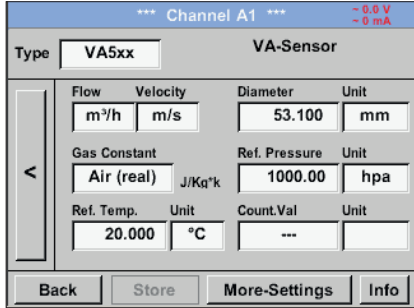 *** Channel A1 ***
~ 0.0 V
~ 0 mA
Type VA5xx VA-Sensor
Flow Velocity Diameter Unit
m³/h m/s 53.100 mm
Gas Constant Ref. Pressure Unit
< Air (real) J/Kg*k 1000.00 hpa
Ref. Temp. Unit Count.Val Unit
20.000 °C ---
Back Store More-Settings Info